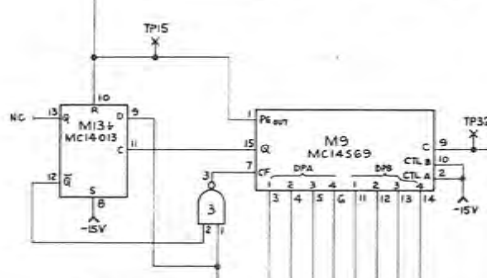 TP15
10
R
13 Q D 9
NC
M13b
MC14013
C 11
12 Q̅
S
8
-15V
1 PE OUT
M9
MC14569
15 Q
C 9
TP32
CTL B 10
7 CF
CTL A 2
DPA DPB
1 2 3 4 1 2 3 4
3 4 5 6 11 12 13 14
-15V
3
3
2 1